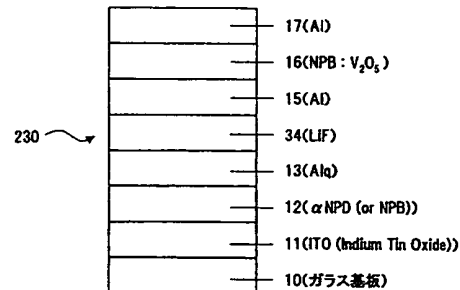 17(Al)
16(NPB : V₂O₅)
15(Al)
230
34(LiF)
13(Alq)
12(αNPD (or NPB))
11(ITO (Indium Tin Oxide))
10(ガラス基板)